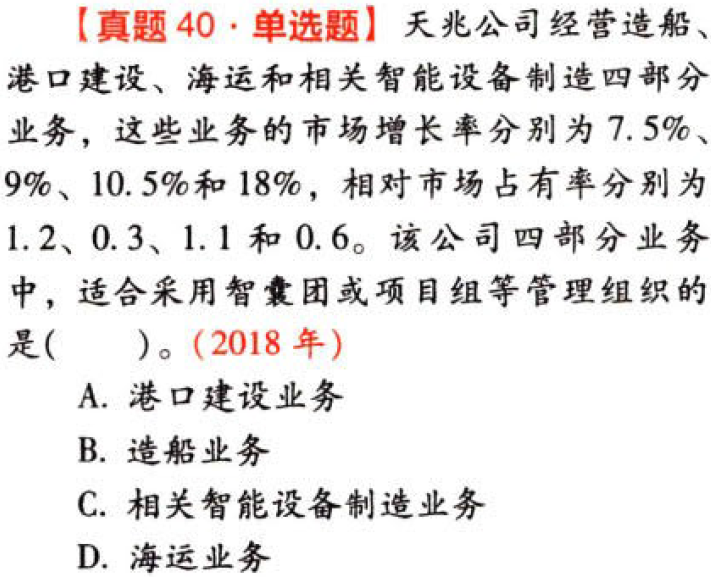 【真题 40·单选题】天兆公司经营造船、
港口建设、海运和相关智能设备制造四部分
业务，这些业务的市场增长率分别为 7.5%、
9%、10.5%和 18%，相对市场占有率分别为
1.2、0.3、1.1 和 0.6。该公司四部分业务
中，适合采用智囊团或项目组等管理组织的
是(　　)。(2018 年)
A. 港口建设业务
B. 造船业务
C. 相关智能设备制造业务
D. 海运业务